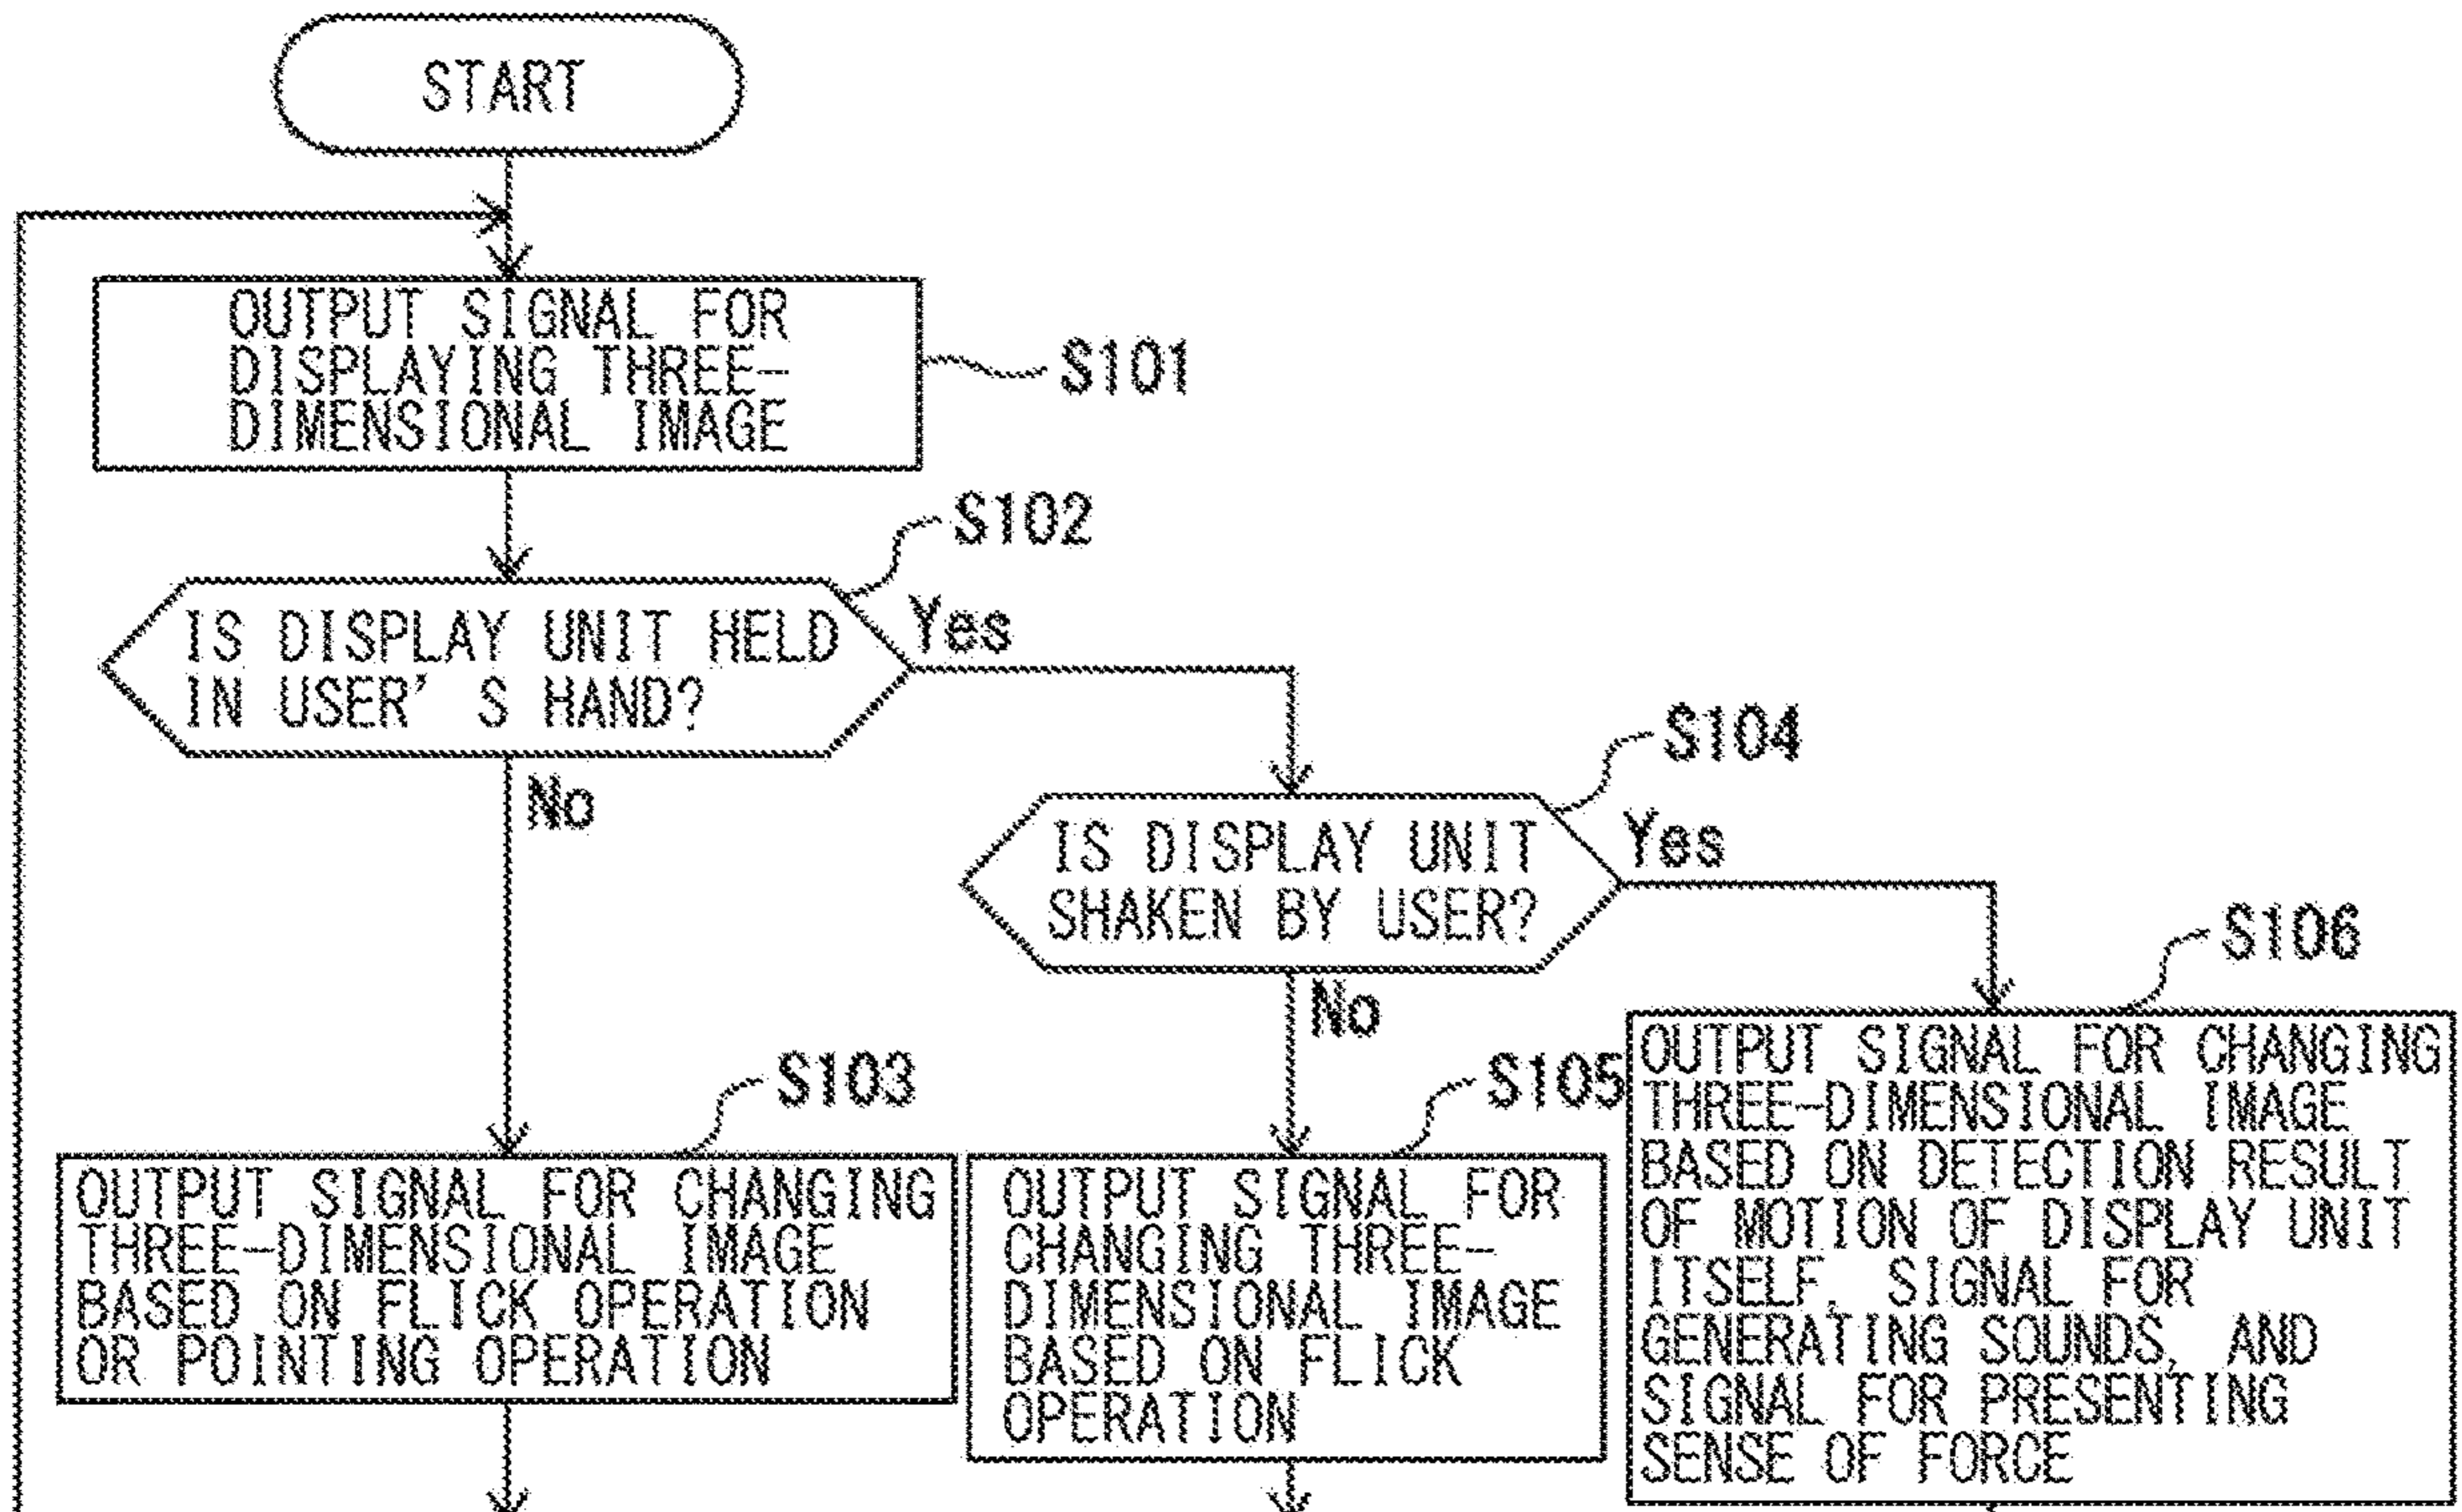 START
OUTPUT SIGNAL FOR
DISPLAYING THREE-
DIMENSIONAL IMAGE
S101
S102
IS DISPLAY UNIT HELD
IN USER'S HAND?
Yes
No
S104
IS DISPLAY UNIT
SHAKEN BY USER?
Yes
No
S103
OUTPUT SIGNAL FOR CHANGING
THREE-DIMENSIONAL IMAGE
BASED ON FLICK OPERATION
OR POINTING OPERATION
S105
OUTPUT SIGNAL FOR
CHANGING THREE-
DIMENSIONAL IMAGE
BASED ON FLICK
OPERATION
S106
OUTPUT SIGNAL FOR CHANGING
THREE-DIMENSIONAL IMAGE
BASED ON DETECTION RESULT
OF MOTION OF DISPLAY UNIT
ITSELF, SIGNAL FOR
GENERATING SOUNDS, AND
SIGNAL FOR PRESENTING
SENSE OF FORCE